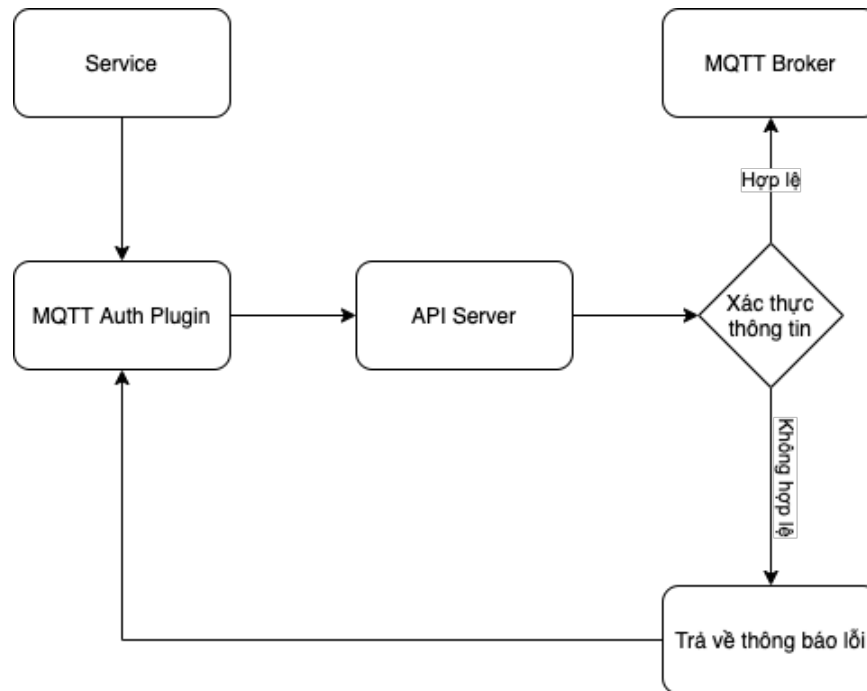 Service
MQTT Broker
Hợp lệ
MQTT Auth Plugin
API Server
Xác thực
thông tin
Không hợp lệ
Trả về thông báo lỗi